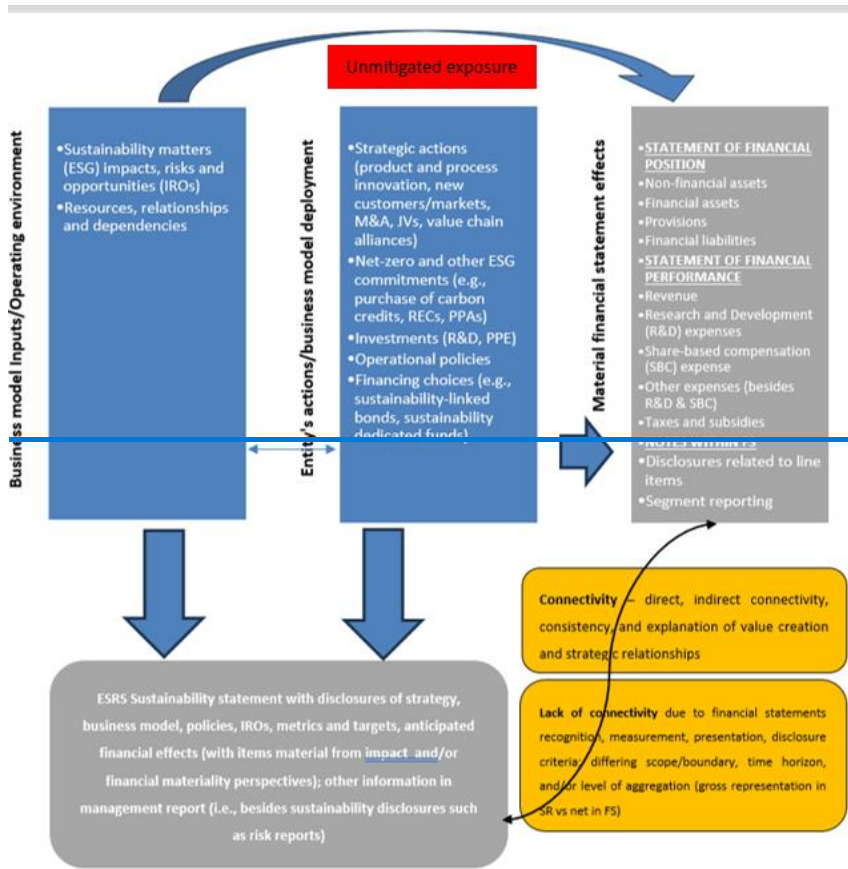 Unmitigated exposure
Business model Inputs/Operating environment
•Sustainability matters
(ESG) impacts, risks and
opportunities (IROs)
•Resources, relationships
and dependencies
Entity's actions/business model deployment
•Strategic actions
(product and process
innovation, new
customers/markets,
M&A, JVs, value chain
alliances)
•Net-zero and other ESG
commitments (e.g.,
purchase of carbon
credits, RECs, PPAs)
•Investments (R&D, PPE)
•Operational policies
•Financing choices (e.g.,
sustainability-linked
bonds, sustainability
dedicated funds)
Material financial statement effects
•STATEMENT OF FINANCIAL
POSITION
•Non-financial assets
•Financial assets
•Provisions
•Financial liabilities
•STATEMENT OF FINANCIAL
PERFORMANCE
•Revenue
•Research and Development
(R&D) expenses
•Share-based compensation
(SBC) expense
•Other expenses (besides
R&D & SBC)
•Taxes and subsidies
•NOTES WITHIN FS
•Disclosures related to line
items
•Segment reporting
Connectivity – direct, indirect connectivity,
consistency, and explanation of value creation
and strategic relationships
Lack of connectivity due to financial statements
recognition, measurement, presentation, disclosure
criteria; differing scope/boundary, time horizon,
and/or level of aggregation (gross representation in
SR vs net in FS)
ESRS Sustainability statement with disclosures of strategy,
business model, policies, IROs, metrics and targets, anticipated
financial effects (with items material from impact and/or
financial materiality perspectives); other information in
management report (i.e., besides sustainability disclosures such
as risk reports)